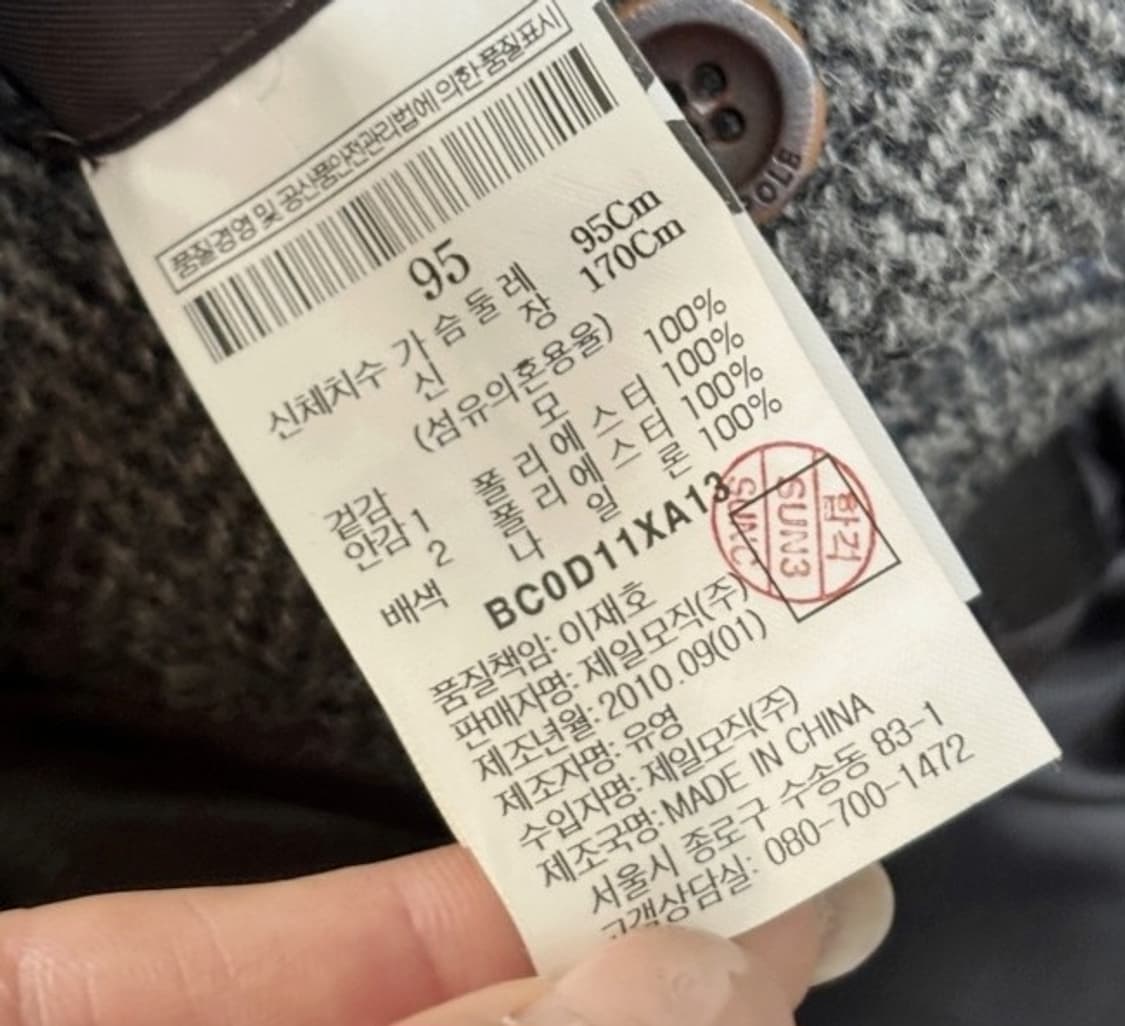 품질경영 및 공산품안전관리법에 의한 품질표시
95
신체치수 가슴둘레 95Cm
신장 170Cm
(섬유의혼용율)
겉감 모 100%
안감 1 폴리에스터 100%
2 폴리에스터 100%
배색 나일론 100%
BC0D11XA13
합격
SUN3
품질책임: 이재호
판매자명: 제일모직(주)
제조년월: 2010.09(01)
제조자명: 유영
수입자명: 제일모직(주)
제조국명: MADE IN CHINA
서울시 종로구 수송동 83-1
고객상담실: 080-700-1472